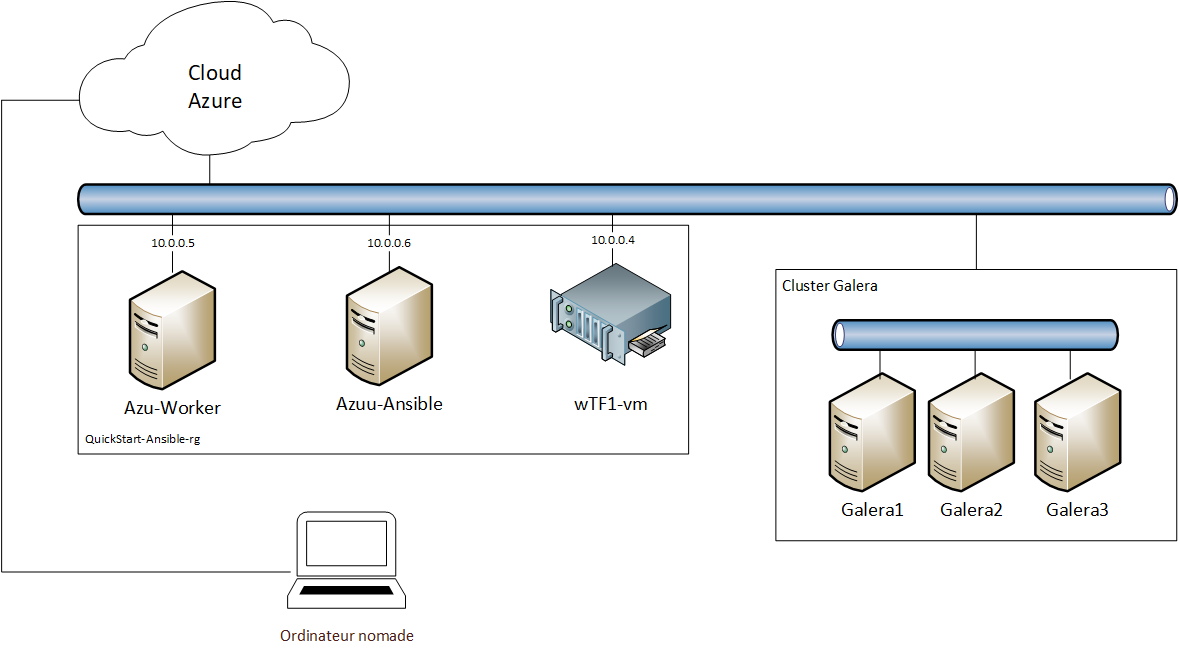 Cloud
Azure
10.0.0.5
10.0.0.6
10.0.0.4
Cluster Galera
Azu-Worker
Azuu-Ansible
wTF1-vm
QuickStart-Ansible-rg
Galera1
Galera2
Galera3
Ordinateur nomade